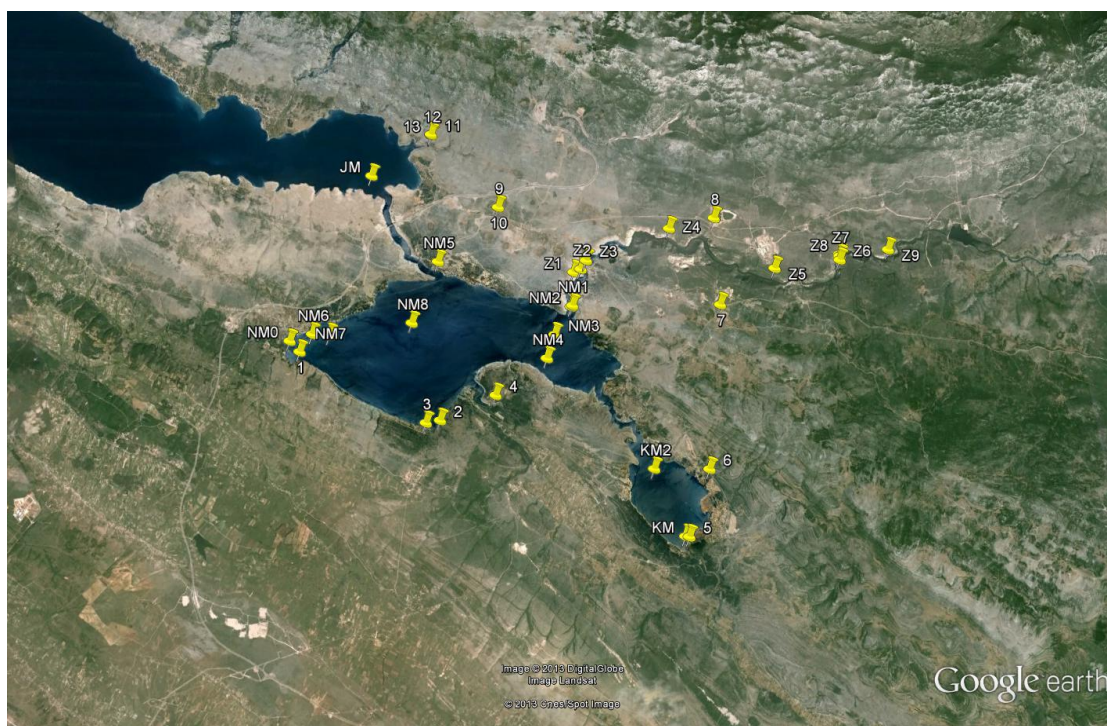 12
13
11
JM
9
10
8
Z4
Z7
Z8
Z6
Z9
NM5
Z2
Z3
Z1
Z5
NM1
NM2
7
NM8
NM6
NM3
NM0
NM7
NM4
1
4
3
2
KM2
6
KM
5
Image © 2013 DigitalGlobe
Image Landsat
© 2013 Cnes/Spot Image
Google earth